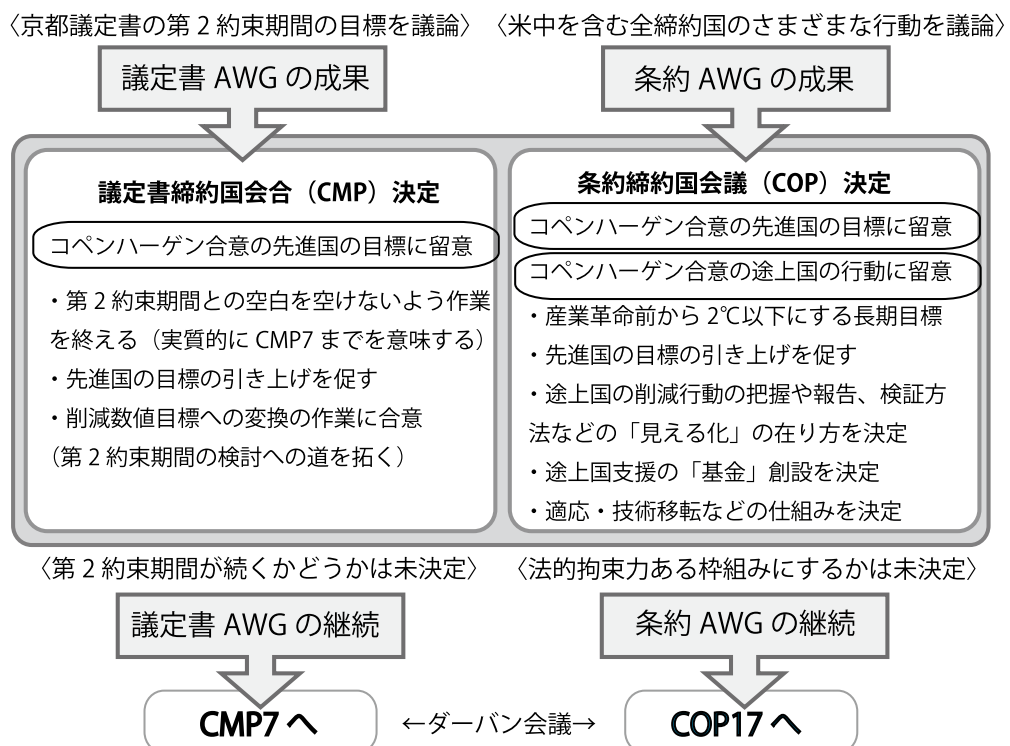 〈京都議定書の第2約束期間の目標を議論〉
議定書 AWG の成果
議定書締約国会合（CMP）決定
コペンハーゲン合意の先進国の目標に留意
・第2約束期間との空白を空けないよう作業
を終える（実質的に CMP7 までを意味する）
・先進国の目標の引き上げを促す
・削減数値目標への変換の作業に合意
（第2約束期間の検討への道を拓く）
〈第2約束期間が続くかどうかは未決定〉
議定書 AWG の継続
CMP7 へ
〈米中を含む全締約国のさまざまな行動を議論〉
条約 AWG の成果
条約締約国会議（COP）決定
コペンハーゲン合意の先進国の目標に留意
コペンハーゲン合意の途上国の行動に留意
・産業革命前から 2℃以下にする長期目標
・先進国の目標の引き上げを促す
・途上国の削減行動の把握や報告、検証方
法などの「見える化」の在り方を決定
・途上国支援の「基金」創設を決定
・適応・技術移転などの仕組みを決定
〈法的拘束力ある枠組みにするかは未決定〉
条約 AWG の継続
←ダーバン会議→
COP17 へ